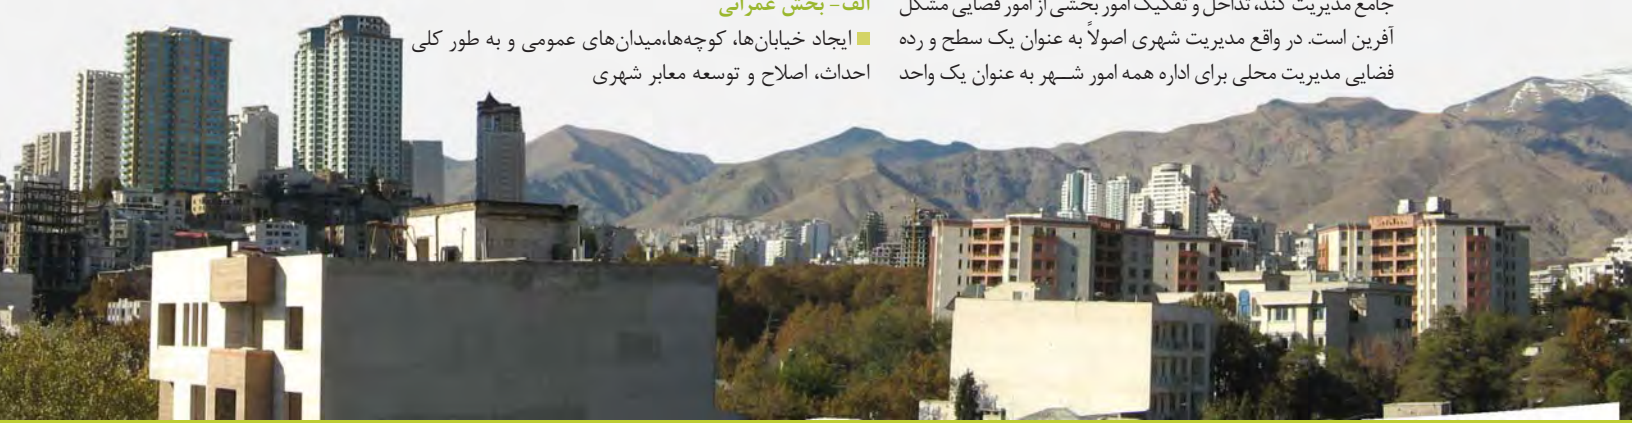 جامع مدیریت کند، تداخل و تفکیک امور بخشی از امور فضایی مشکل
آفرین است. در واقع مدیریت شهری اصولاً به عنوان یک سطح و رده
فضایی مدیریت محلی برای اداره همه امور شهر به عنوان یک واحد
الف- بخش عمرانی
ایجاد خیابان‌ها، کوچه‌ها،میدان‌های عمومی و به طور کلی
احداث، اصلاح و توسعه معابر شهری